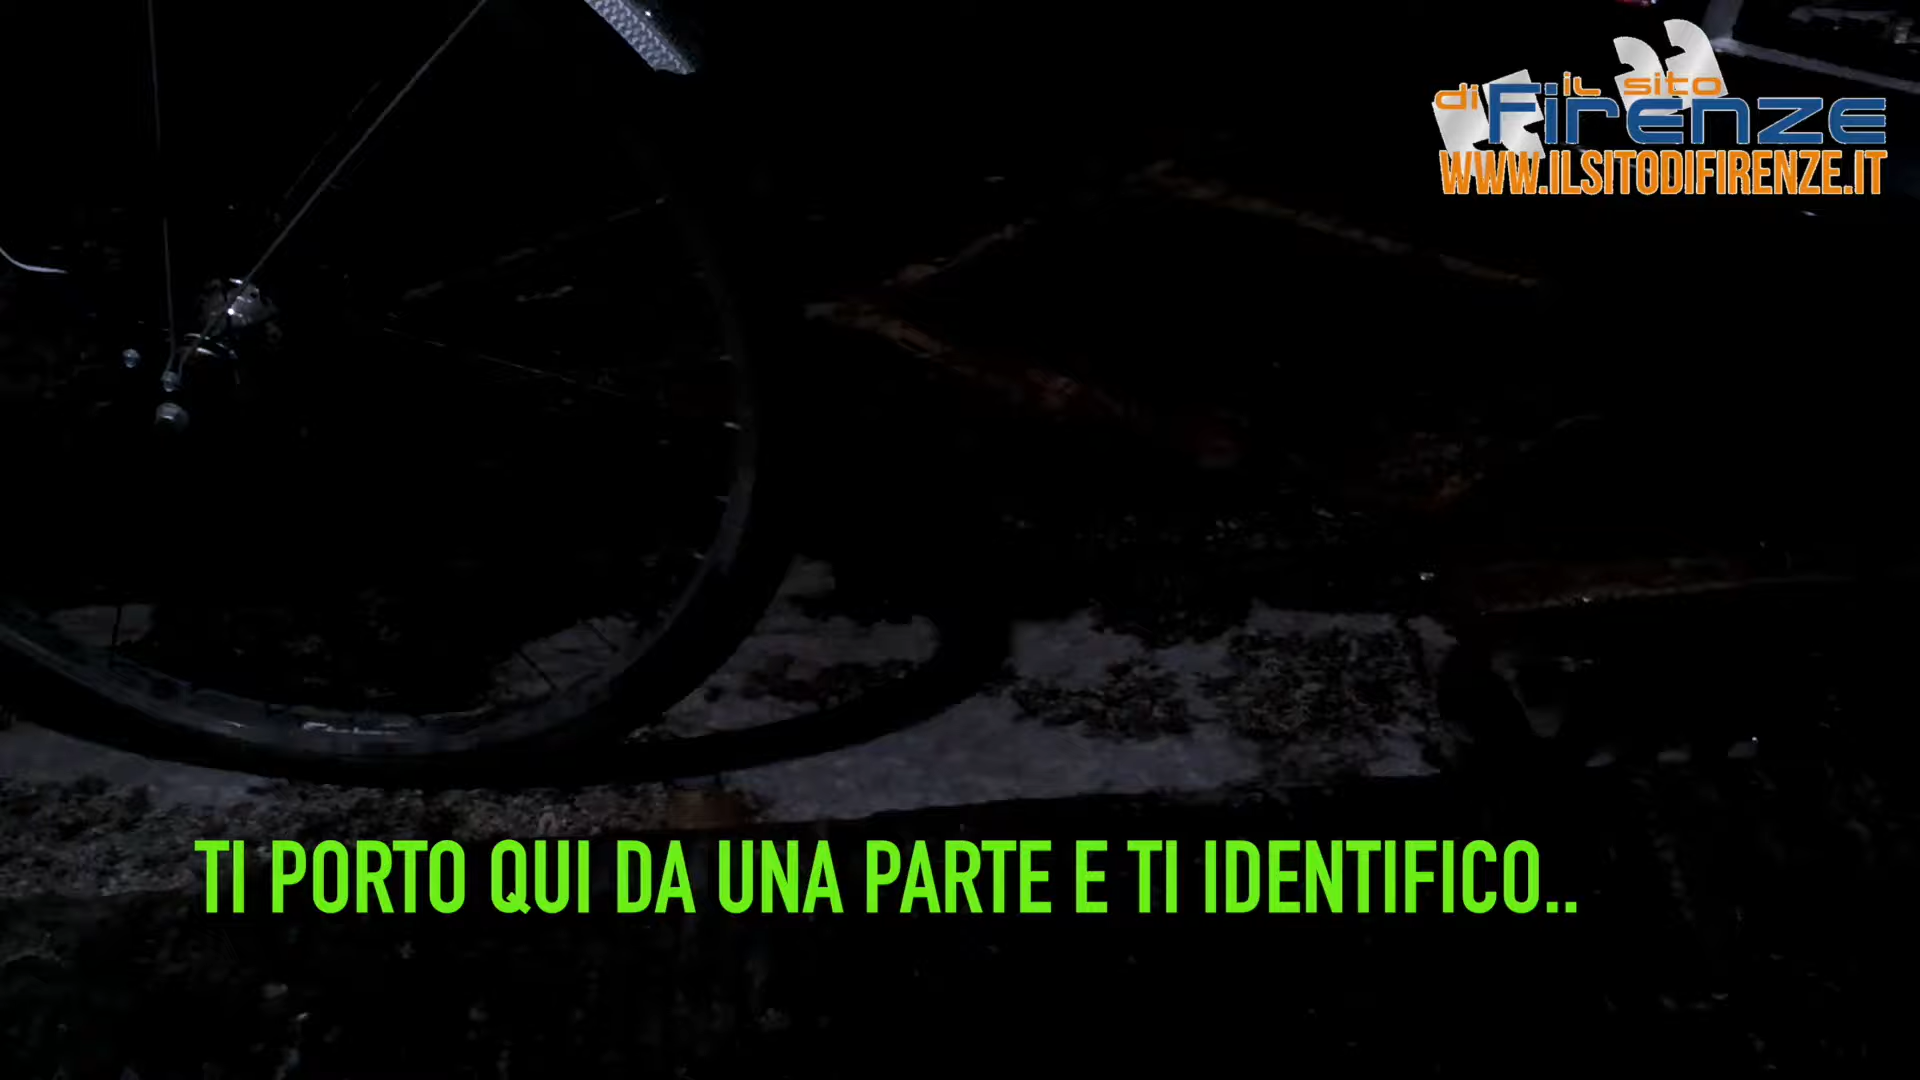 il sito
di Firenze
WWW.ILSITODIFIRENZE.IT
TI PORTO QUI DA UNA PARTE E TI IDENTIFICO..